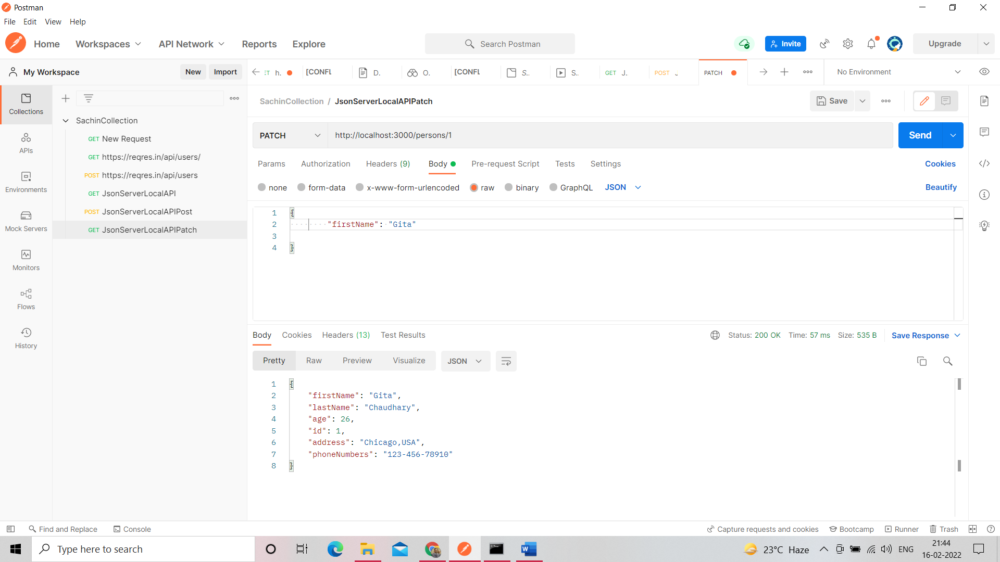 Postman
File Edit View Help
Home Workspaces API Network Reports Explore Search Postman Invite Upgrade
My Workspace New Import ET h. [CONFL D. O. [CONFL S.. S.. GET J. POST PATCH No Environment
Collections
APIs
Environments
Mock Servers
Monitors
Flows
History
SachinCollection
GET New Request
GET https://reqres.in/api/users/
POST https://reqres.in/api/users
GET JsonServerLocalAPI
POST JsonServerLocalAPIPost
GET JsonServerLocalAPIPatch
SachinCollection / JsonServerLocalAPIPatch Save
PATCH http://localhost:3000/persons/1 Send
Params Authorization Headers (9) Body Pre-request Script Tests Settings Cookies
none form-data x-www-form-urlencoded raw binary GraphQL JSON Beautify
1 {
2 "firstName": "Gita"
3
4 }
Body Cookies Headers (13) Test Results Status: 200 OK Time: 57 ms Size: 535 B Save Response
Pretty Raw Preview Visualize JSON
1 {
2 "firstName": "Gita",
3 "lastName": "Chaudhary",
4 "age": 26,
5 "id": 1,
6 "address": "Chicago,USA",
7 "phoneNumbers": "123-456-78910"
8 }
Find and Replace Console Capture requests and cookies Bootcamp Runner Trash
Type here to search 23°C Haze ENG 21:44
16-02-2022